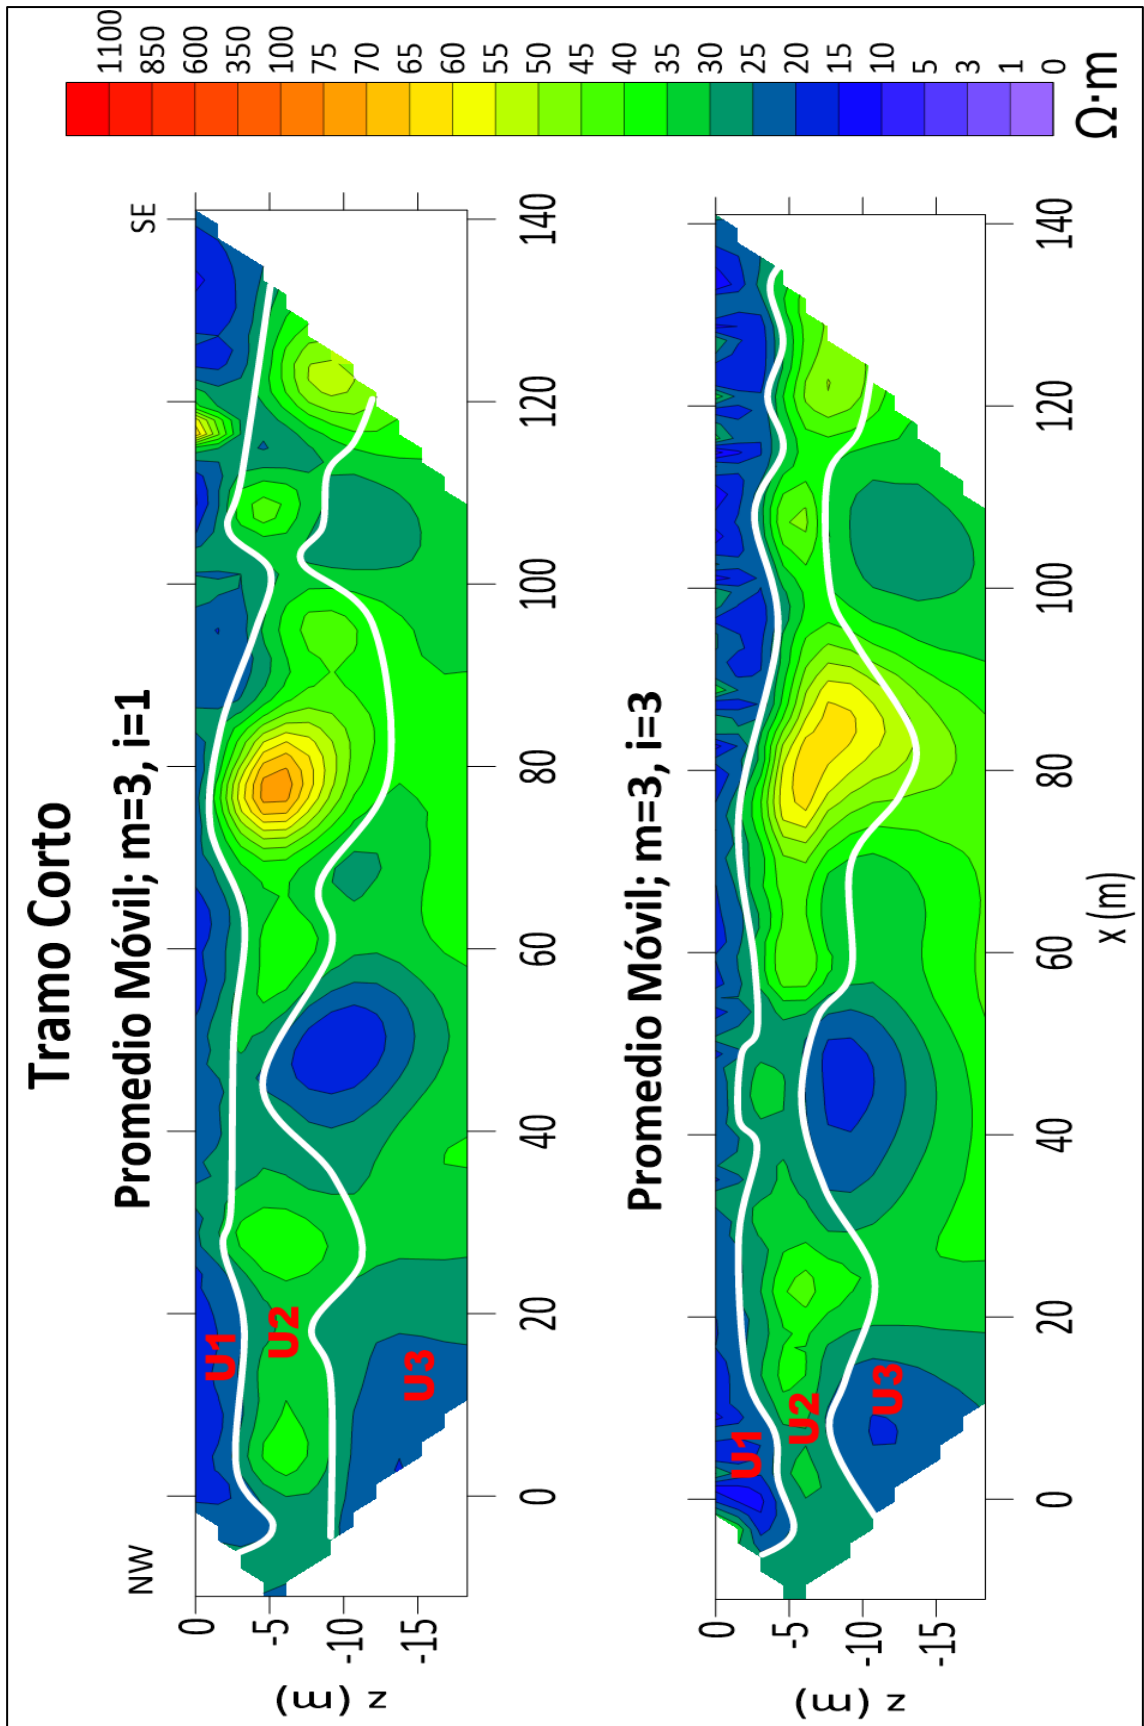 Tramo Corto
Promedio Móvil; m=3, i=1
NW
SE
0
-5
-10
-15
z (m)
U1
U2
U3
0 20 40 60 80 100 120 140
Promedio Móvil; m=3, i=3
0
-5
-10
-15
z (m)
U1
U2
U3
0 20 40 60 80 100 120 140
X (m)
1100
850
600
350
100
75
70
65
60
55
50
45
40
35
30
25
20
15
10
5
3
1
0
Ω·m